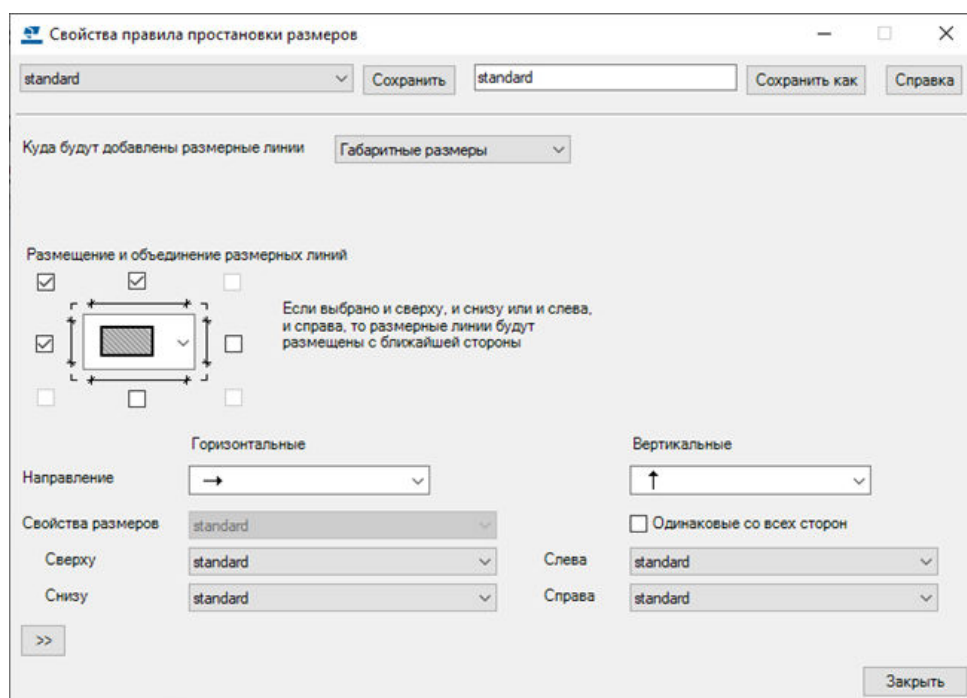 Свойства правила простановки размеров
standard Сохранить standard Сохранить как Справка
Куда будут добавлены размерные линии Габаритные размеры
Размещение и объединение размерных линий
Если выбрано и сверху, и снизу или и слева,
и справа, то размерные линии будут
размещены с ближайшей стороны
Горизонтальные Вертикальные
Направление
Свойства размеров standard Одинаковые со всех сторон
Сверху standard Слева standard
Снизу standard Справа standard
>>
Закрыть